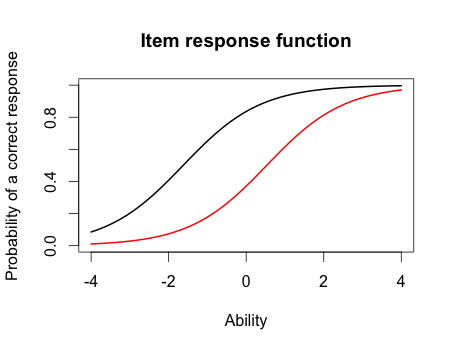 Item response function
Probability of a correct response
0.8
0.4
0.0
-4 -2 0 2 4
Ability